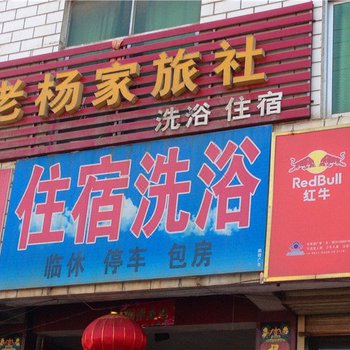 老杨家旅社
洗浴 住宿
住宿洗浴
临休 停车 包房
RedBull
红牛